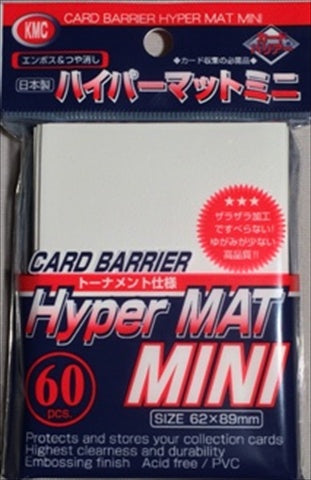 KMC
CARD BARRIER HYPER MAT MINI
エンボス&つや消し
◆カード収集の必需品◆
日本製
ハイパーマットミニ
★★★
ザラザラ加工
ですべらない!
ゆがみが少ない
高品質!!
CARD BARRIER
トーナメント仕様
Hyper MAT
MINI
60
pcs.
SIZE 62×89mm
Protects and stores your collection cards
Highest clearness and durability
Embossing finish Acid free / PVC